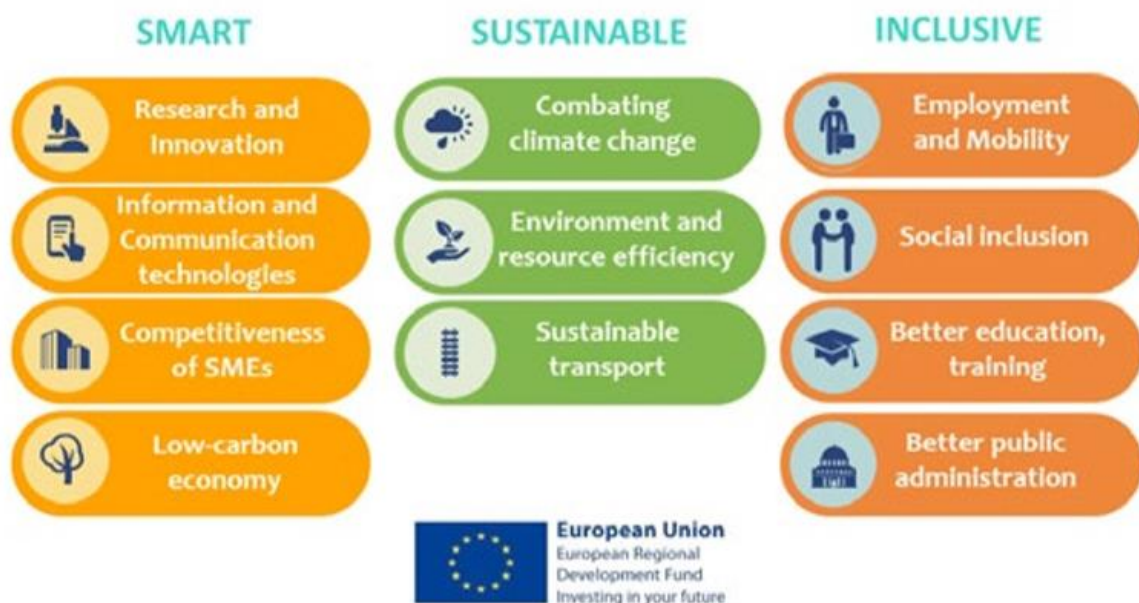 SMART
Research and
Innovation
Information and
Communication
technologies
Competitiveness
of SMEs
Low-carbon
economy
SUSTAINABLE
Combating
climate change
Environment and
resource efficiency
Sustainable
transport
INCLUSIVE
Employment
and Mobility
Social inclusion
Better education,
training
Better public
administration
European Union
European Regional
Development Fund
Investing in your future